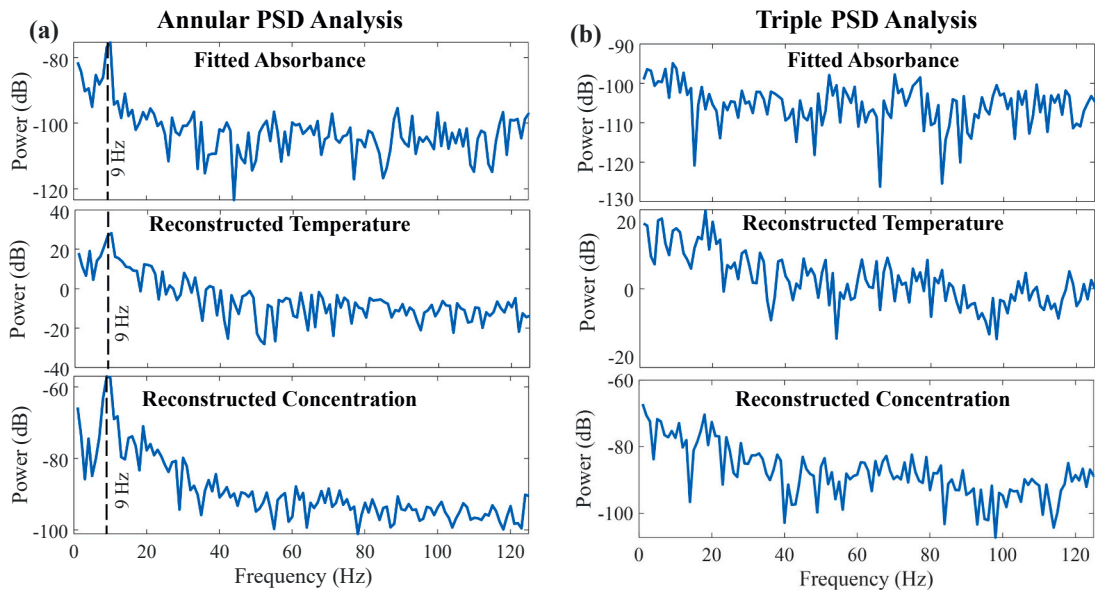 Annular PSD Analysis
(a)
Fitted Absorbance
Power (dB)
-80
-100
-120
9 Hz
Reconstructed Temperature
Power (dB)
40
20
0
-20
-40
9 Hz
Reconstructed Concentration
Power (dB)
-60
-80
-100
9 Hz
0 20 40 60 80 100 120
Frequency (Hz)
Triple PSD Analysis
(b)
Fitted Absorbance
Power (dB)
-90
-100
-110
-120
-130
Reconstructed Temperature
Power (dB)
20
0
20
Reconstructed Concentration
Power (dB)
-60
-80
-100
0 20 40 60 80 100 120
Frequency (Hz)